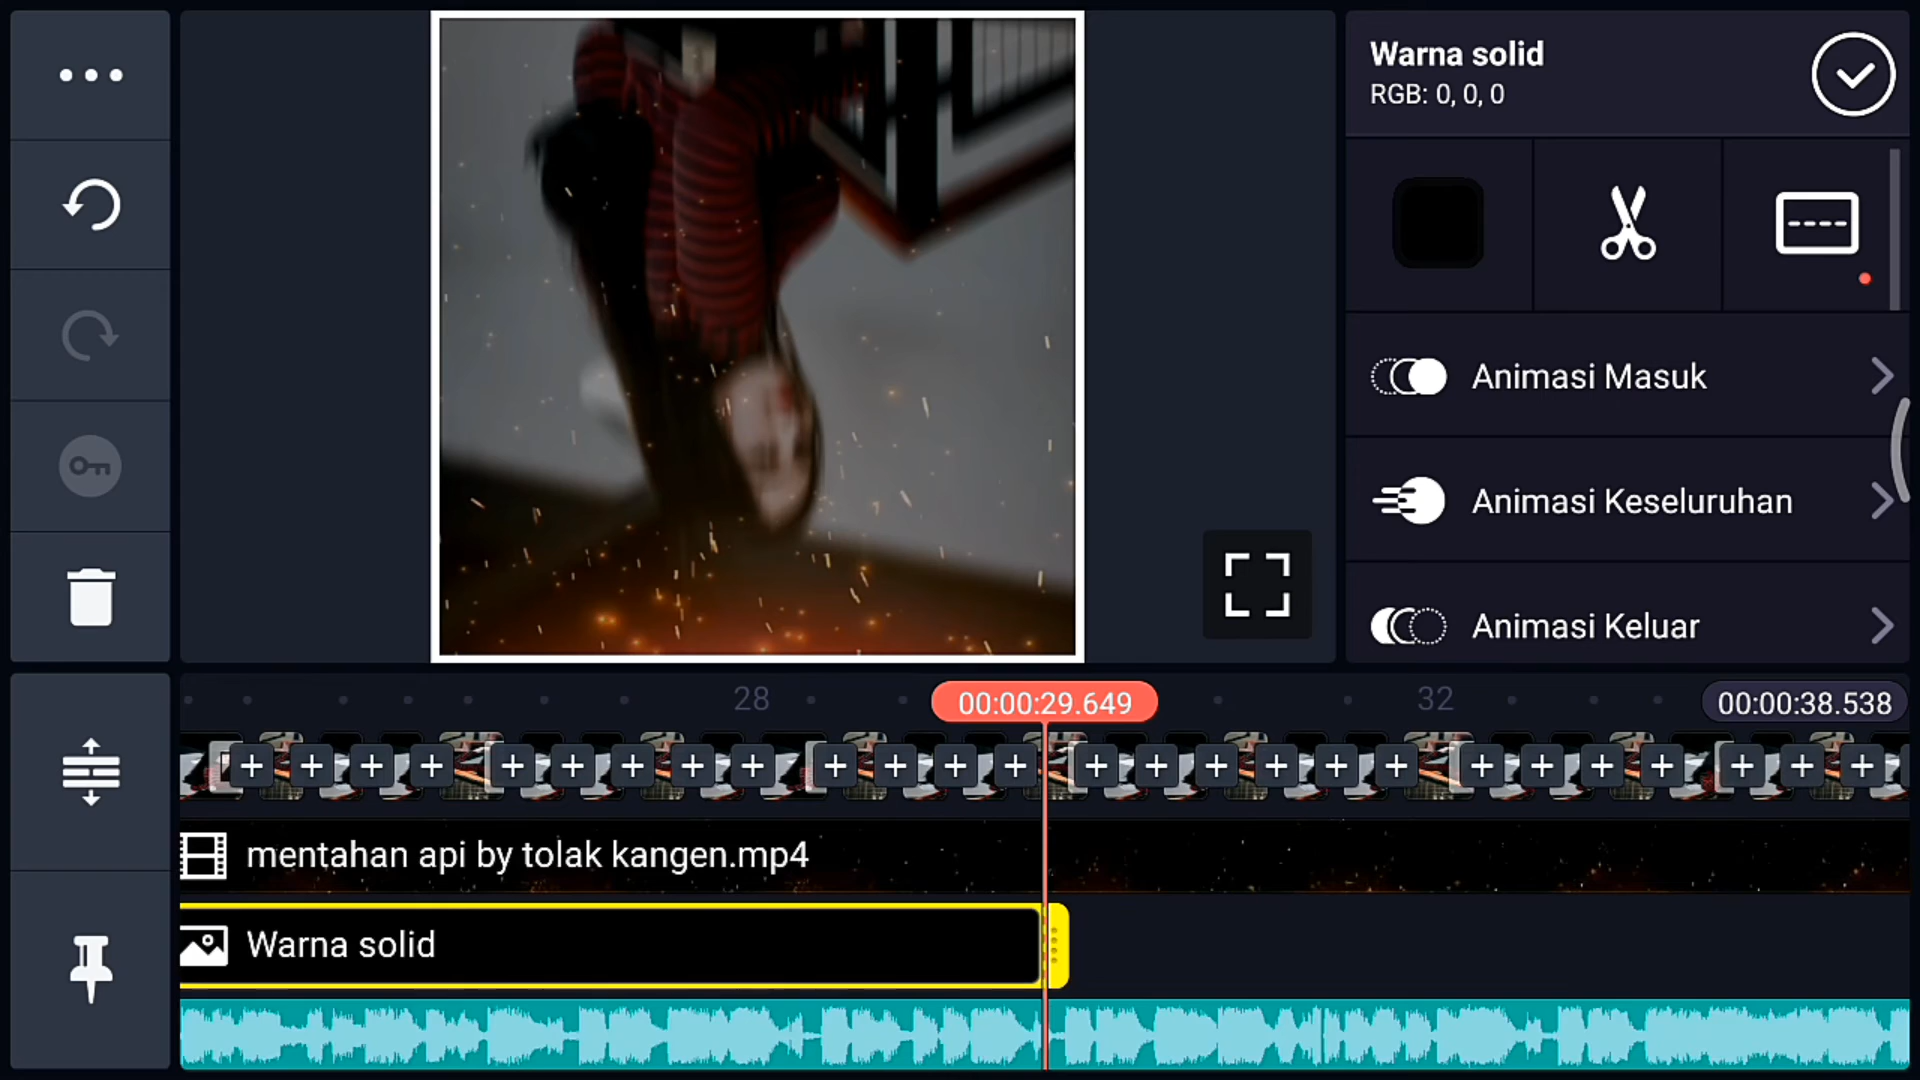 Warna solid
RGB: 0, 0, 0
Animasi Masuk
Animasi Keseluruhan
Animasi Keluar
28
00:00:29.649
32
00:00:38.538
mentahan api by tolak kangen.mp4
Warna solid